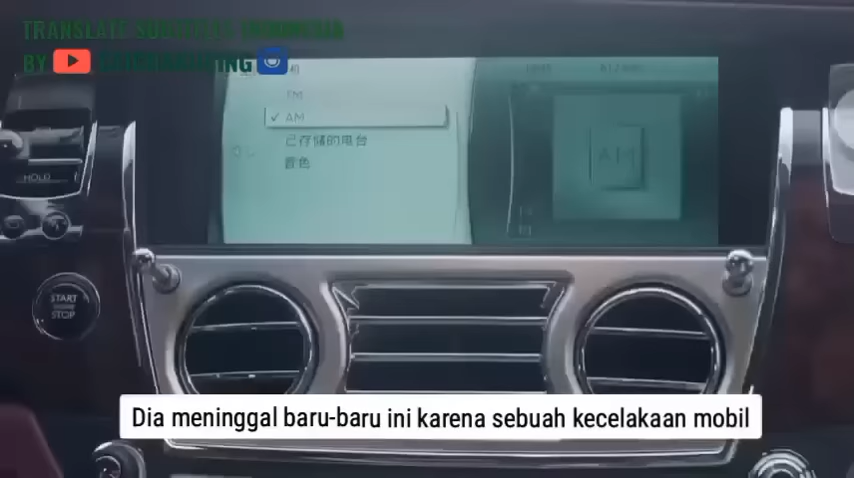 TRANSLATE SUBTITLE INDONESIA
BY
FM
✓ AM
已存储的电台
音色
AM
HOLD
START
STOP
Dia meninggal baru-baru ini karena sebuah kecelakaan mobil